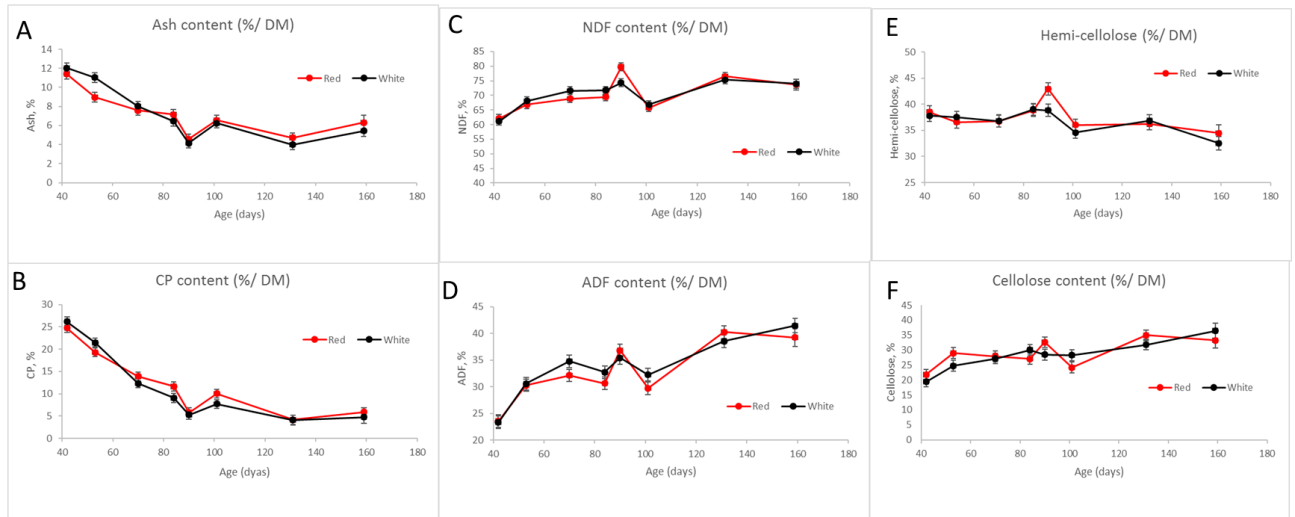 A
Ash content (%/ DM)
Ash, %
14
12
10
8
6
4
2
0
Red White
40 60 80 100 120 140 160 180
Age (days)
B
CP content (%/ DM)
CP, %
30
25
20
15
10
5
0
Red White
40 60 80 100 120 140 160 180
Age (dyas)
C
NDF content (%/ DM)
NDF, %
85
80
75
70
65
60
55
50
45
40
Red White
40 60 80 100 120 140 160 180
Age (days)
D
ADF content (%/ DM)
ADF, %
45
40
35
30
25
20
Red White
40 60 80 100 120 140 160 180
Age (days)
E
Hemi-cellolose (%/ DM)
Hemi-cellolose, %
50
45
40
35
30
25
Red White
40 60 80 100 120 140 160 180
Age (days)
F
Cellolose content (%/ DM)
Cellolose, %
50
45
40
35
30
25
20
15
10
5
0
Red White
40 60 80 100 120 140 160 180
Age (days)